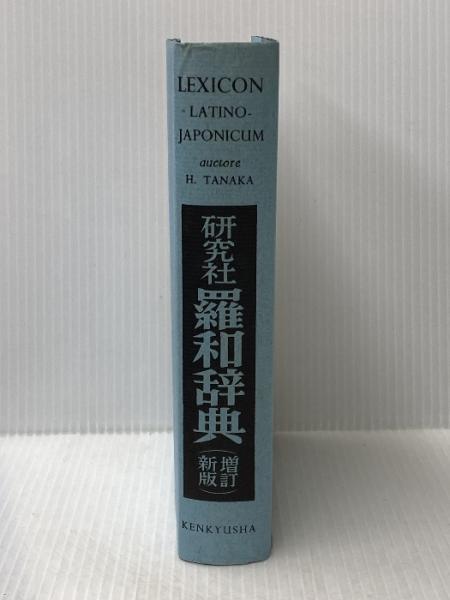 LEXICON
-LATINO-
JAPONICUM
auctore
H. TANAKA
研究社
羅和辞典
(増訂
新版)
KENKYUSHA